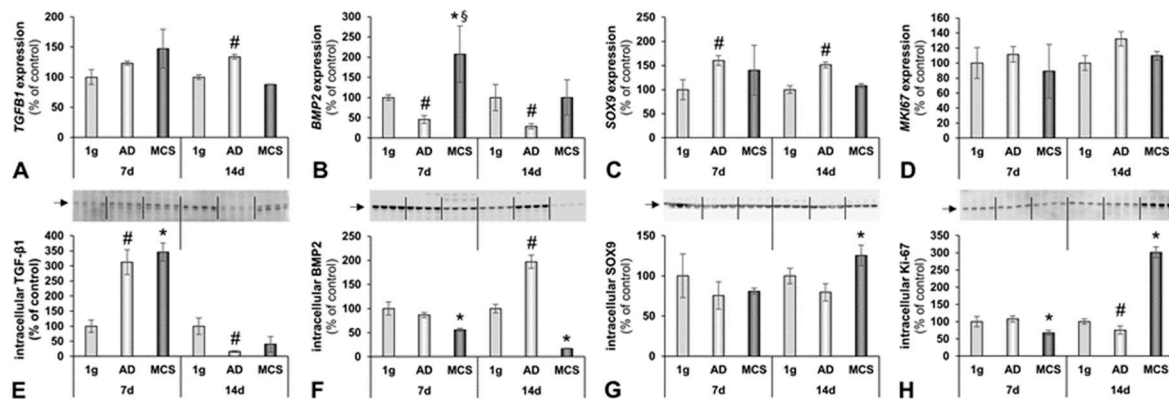 TGFB1 expression
(% of control)
200
150
100
50
0
#
1g AD MCS 1g AD MCS
7d 14d
A
BMP2 expression
(% of control)
300
250
200
150
100
50
0
# *§ #
1g AD MCS 1g AD MCS
7d 14d
B
SOX9 expression
(% of control)
250
200
150
100
50
0
# #
1g AD MCS 1g AD MCS
7d 14d
C
MKI67 expression
(% of control)
160
140
120
100
80
60
40
20
0
1g AD MCS 1g AD MCS
7d 14d
D
intracellular TGF-β1
(% of control)
400
350
300
250
200
150
100
50
0
# * #
1g AD MCS 1g AD MCS
7d 14d
E
intracellular BMP2
(% of control)
250
200
150
100
50
0
* # *
1g AD MCS 1g AD MCS
7d 14d
F
intracellular SOX9
(% of control)
150
100
50
0
*
1g AD MCS 1g AD MCS
7d 14d
G
intracellular Ki-67
(% of control)
350
300
250
200
150
100
50
0
* # *
1g AD MCS 1g AD MCS
7d 14d
H